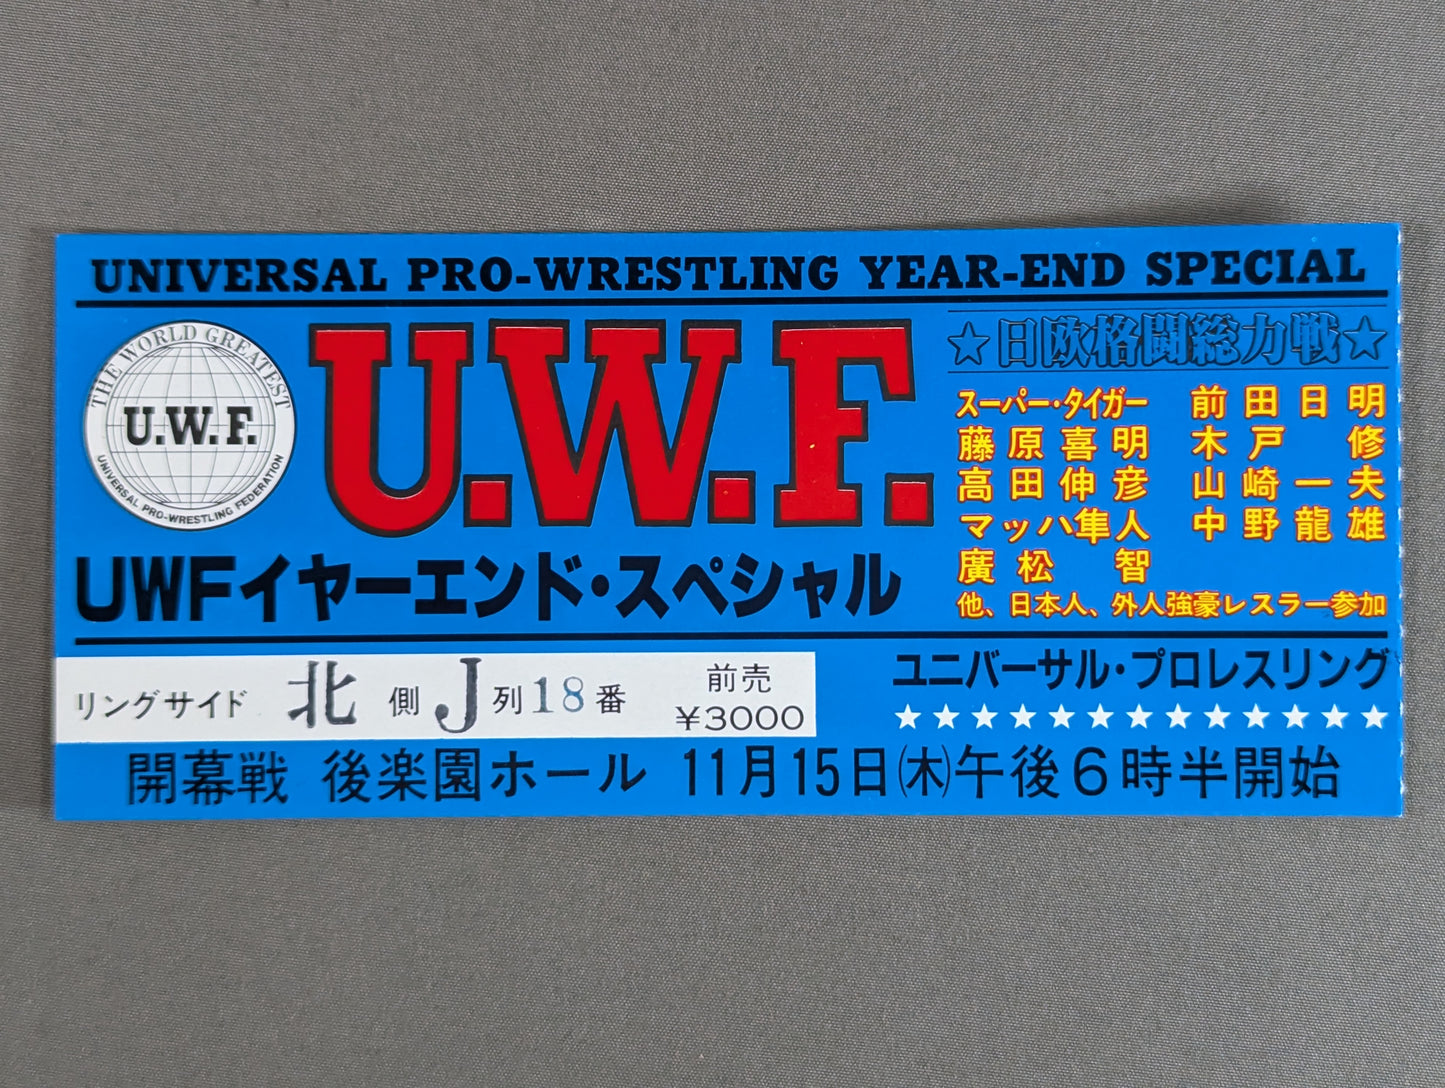 UNIVERSAL PRO-WRESTLING YEAR-END SPECIAL
THE WORLD GREATEST
U.W.F.
UNIVERSAL PRO-WRESTLING FEDERATION
U.W.F.
UWFイヤーエンド・スペシャル
☆日欧格闘総力戦☆
スーパー・タイガー 前田日明
藤原喜明 木戸修
高田伸彦 山崎一夫
マッハ隼人 中野龍雄
廣松智
他、日本人、外人強豪レスラー参加
ユニバーサル・プロレスリング
★★★★★★★★★★★★★
リングサイド 北側 J列18番 前売 ¥3000
開幕戦 後楽園ホール 11月15日(木)午後6時半開始